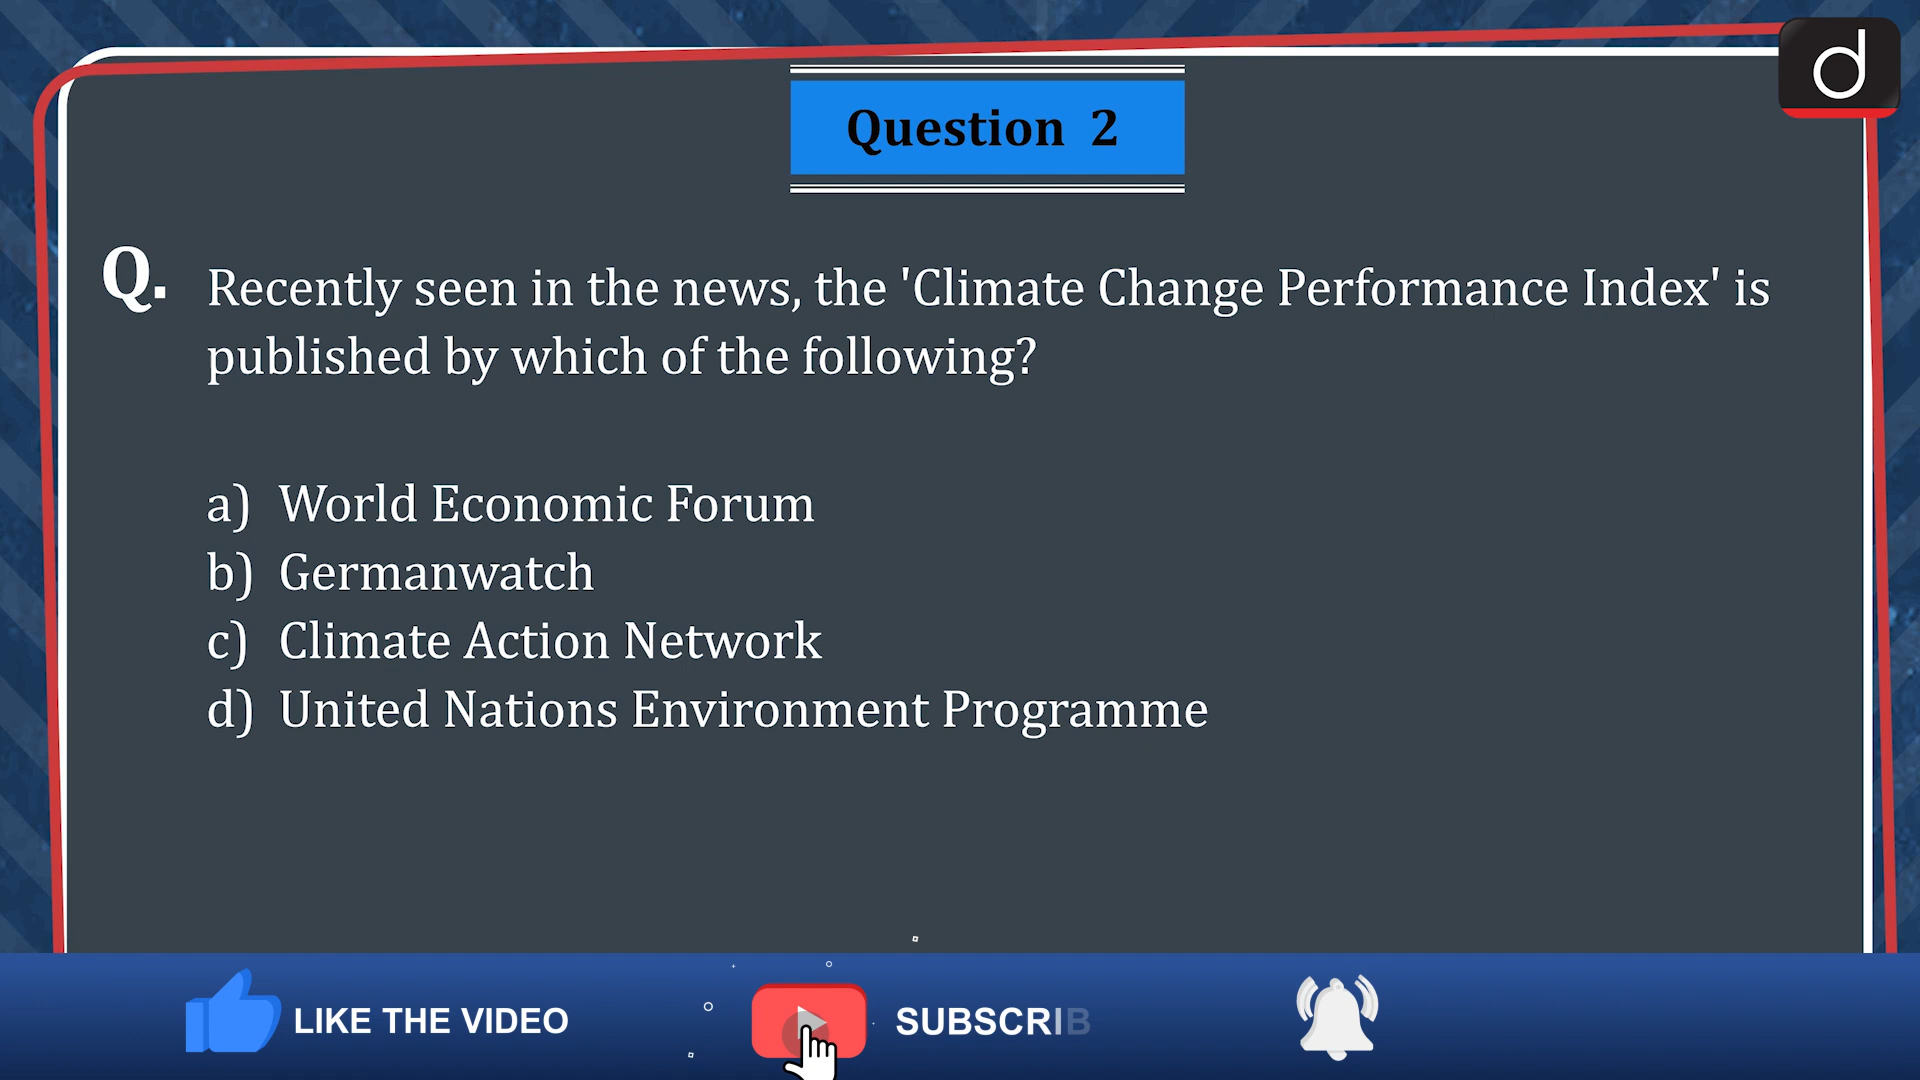 d
Question 2
Q. Recently seen in the news, the 'Climate Change Performance Index' is
published by which of the following?
a) World Economic Forum
b) Germanwatch
c) Climate Action Network
d) United Nations Environment Programme
LIKE THE VIDEO
SUBSCRIB